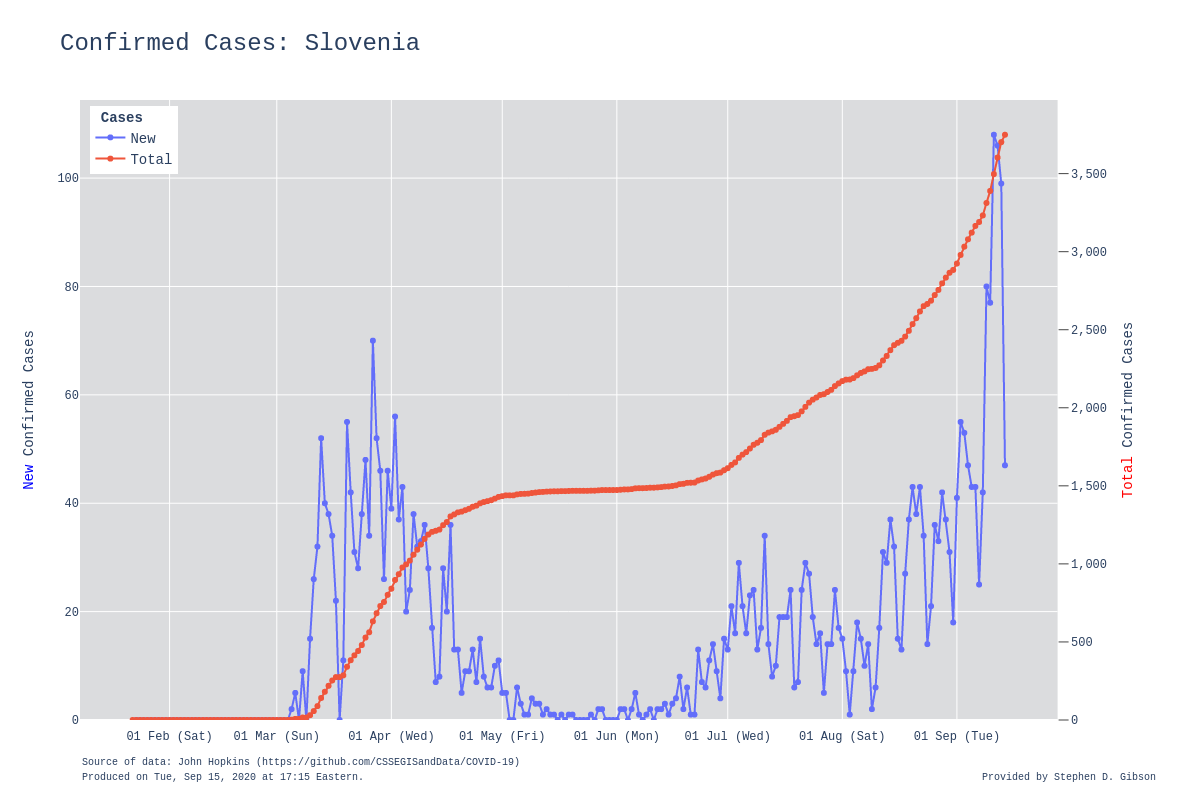 Confirmed Cases: Slovenia
Cases
New
Total
100
80
60
40
20
0
New Confirmed Cases
3,500
3,000
2,500
2,000
1,500
1,000
500
0
Total Confirmed Cases
01 Feb (Sat) 01 Mar (Sun) 01 Apr (Wed) 01 May (Fri) 01 Jun (Mon) 01 Jul (Wed) 01 Aug (Sat) 01 Sep (Tue)
Source of data: John Hopkins (https://github.com/CSSEGISandData/COVID-19)
Produced on Tue, Sep 15, 2020 at 17:15 Eastern.
Provided by Stephen D. Gibson